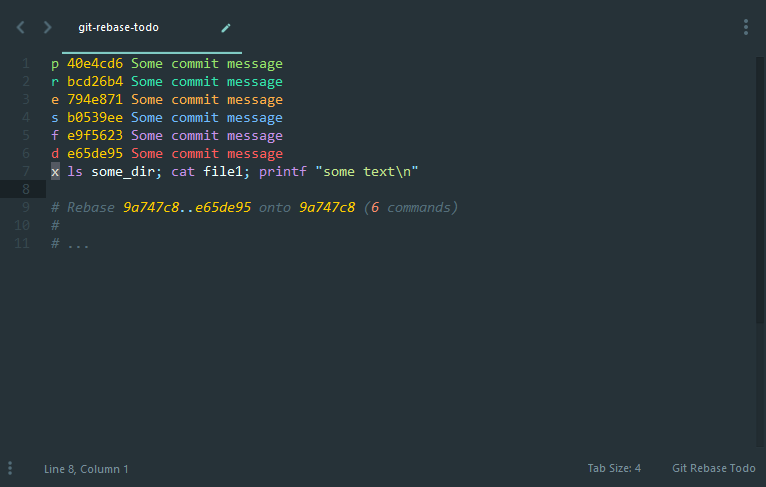 git-rebase-todo
1 p 40e4cd6 Some commit message
2 r bcd26b4 Some commit message
3 e 794e871 Some commit message
4 s b0539ee Some commit message
5 f e9f5623 Some commit message
6 d e65de95 Some commit message
7 x ls some_dir; cat file1; printf "some text\n"
8
9 # Rebase 9a747c8..e65de95 onto 9a747c8 (6 commands)
10 #
11 # ...
Line 8, Column 1 Tab Size: 4 Git Rebase Todo